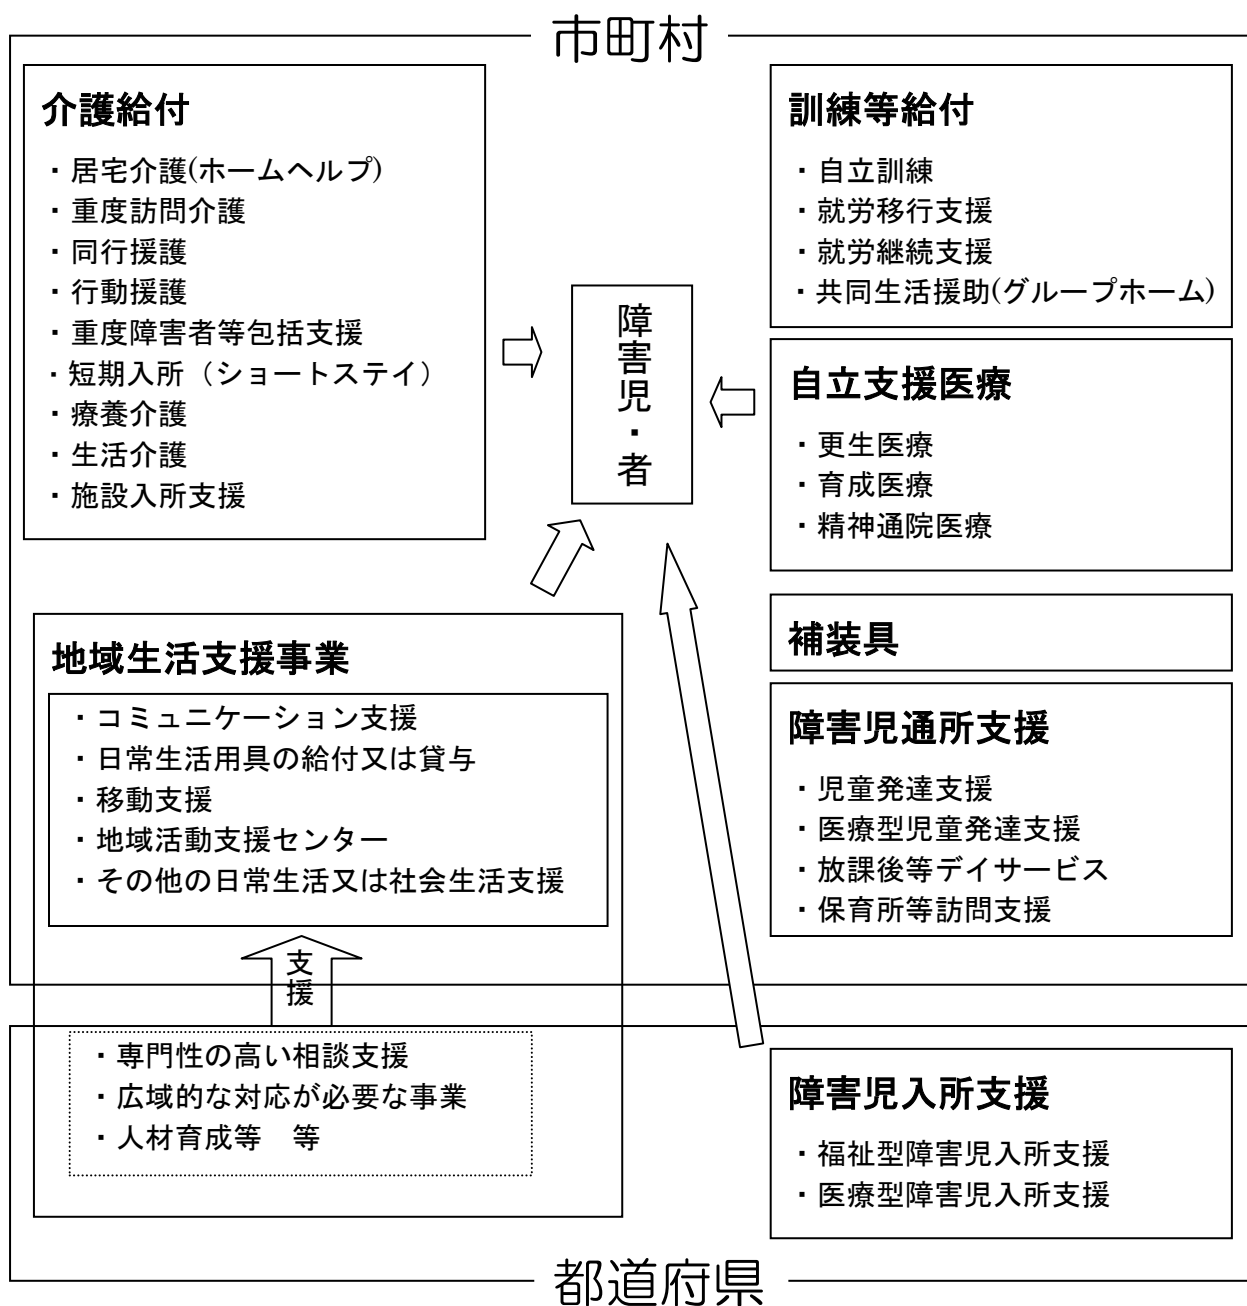 市町村
介護給付
・居宅介護(ホームヘルプ)
・重度訪問介護
・同行援護
・行動援護
・重度障害者等包括支援
・短期入所（ショートステイ）
・療養介護
・生活介護
・施設入所支援
障害児・者
訓練等給付
・自立訓練
・就労移行支援
・就労継続支援
・共同生活援助(グループホーム)
自立支援医療
・更生医療
・育成医療
・精神通院医療
補装具
障害児通所支援
・児童発達支援
・医療型児童発達支援
・放課後等デイサービス
・保育所等訪問支援
地域生活支援事業
・コミュニケーション支援
・日常生活用具の給付又は貸与
・移動支援
・地域活動支援センター
・その他の日常生活又は社会生活支援
支援
・専門性の高い相談支援
・広域的な対応が必要な事業
・人材育成等　等
障害児入所支援
・福祉型障害児入所支援
・医療型障害児入所支援
都道府県